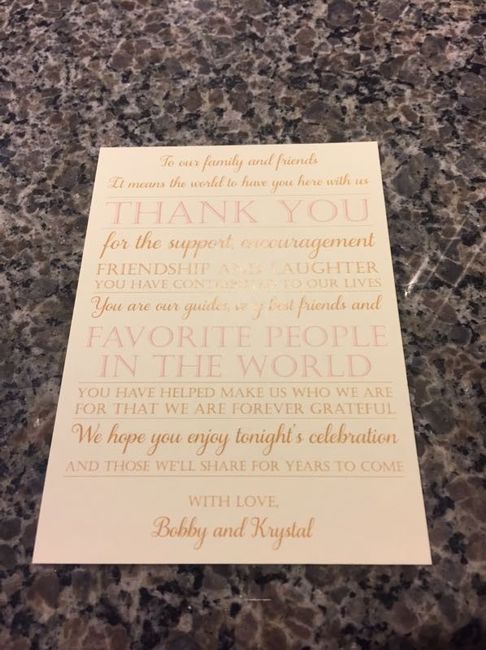 To our family and friends
It means the world to have you here with us
THANK YOU
for the support, encouragement
FRIENDSHIP AND LAUGHTER
YOU HAVE CONTRIBUTED TO OUR LIVES
You are our guides, very best friends and
FAVORITE PEOPLE
IN THE WORLD
YOU HAVE HELPED MAKE US WHO WE ARE
FOR THAT WE ARE FOREVER GRATEFUL
We hope you enjoy tonight's celebration
AND THOSE WE'LL SHARE FOR YEARS TO COME
WITH LOVE,
Bobby and Krystal